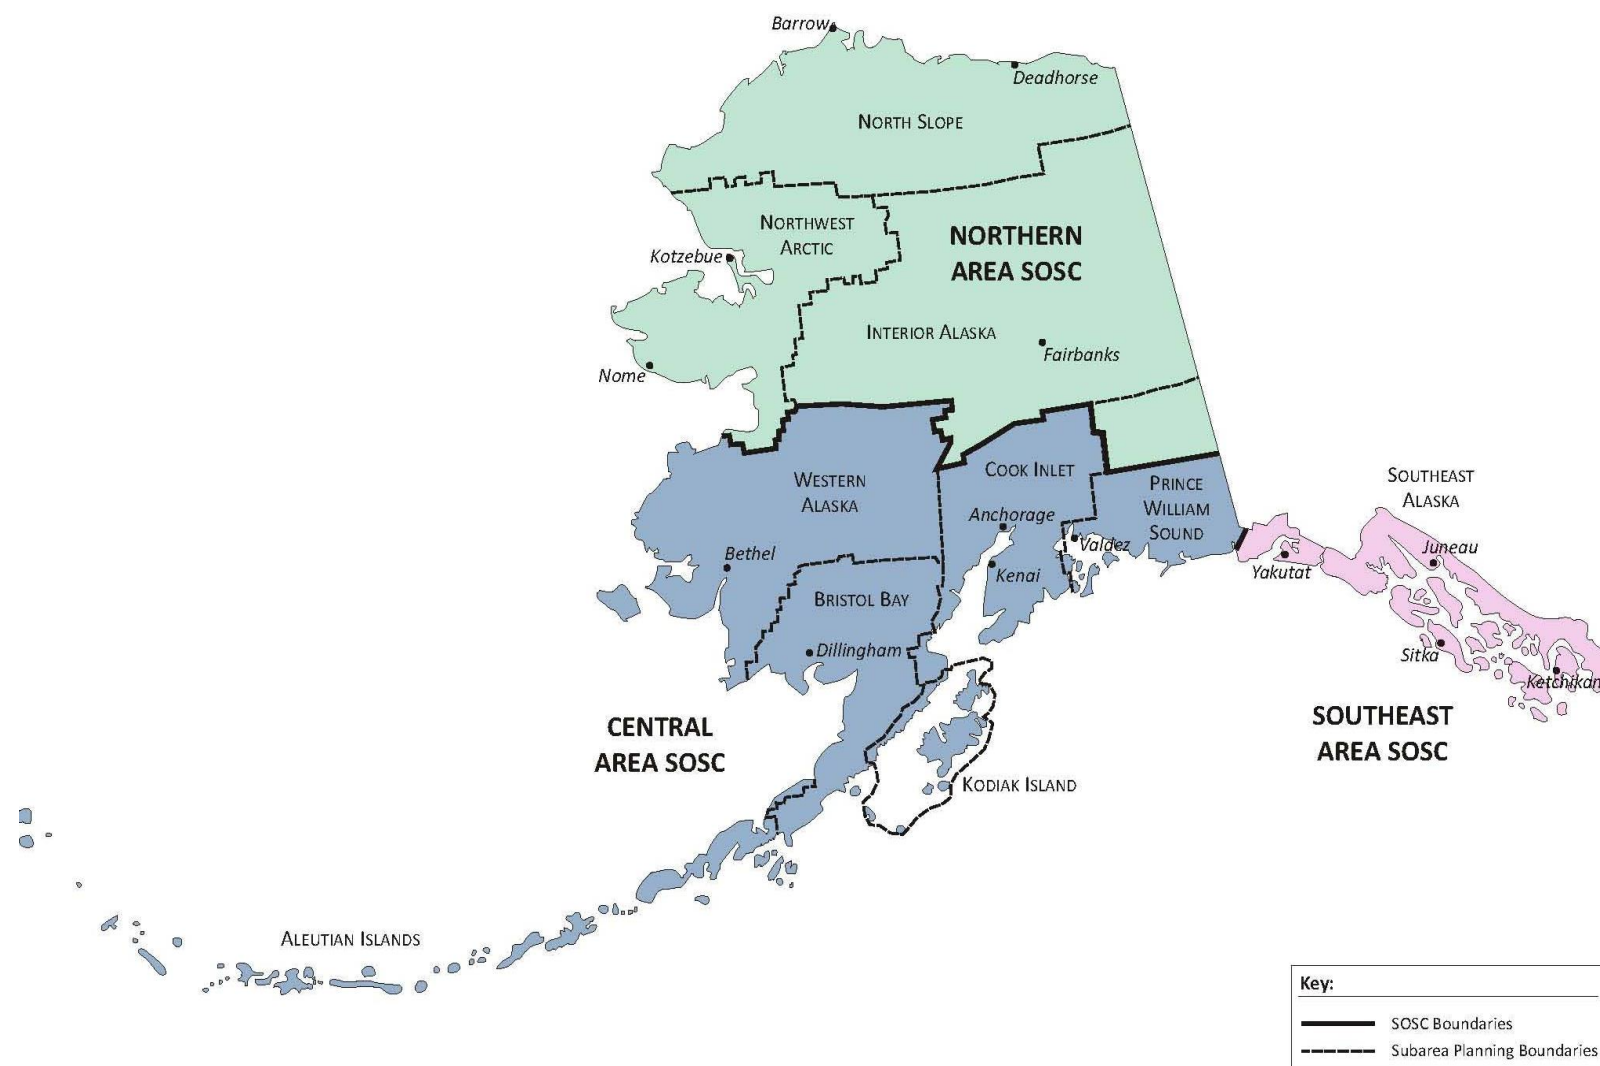 Barrow
Deadhorse
NORTH SLOPE
NORTHWEST
ARCTIC
NORTHERN
AREA SOSC
Kotzebue
INTERIOR ALASKA
Fairbanks
Nome
COOK INLET
WESTERN
ALASKA
PRINCE
WILLIAM
SOUND
SOUTHEAST
ALASKA
Anchorage
Valdez
Juneau
Bethel
Kenai
Yakutat
BRISTOL BAY
Dillingham
Sitka
Ketchikan
CENTRAL
AREA SOSC
SOUTHEAST
AREA SOSC
KODIAK ISLAND
ALEUTIAN ISLANDS
Key:
SOSC Boundaries
Subarea Planning Boundaries